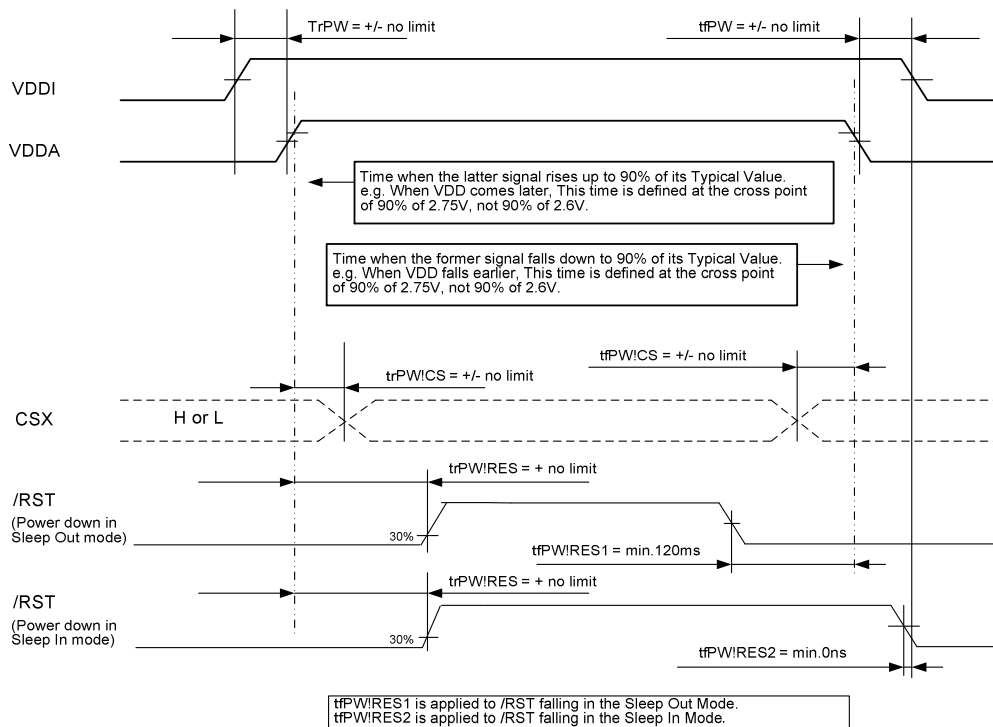 TrPW = +/- no limit
tfPW = +/- no limit
VDDI
VDDA
Time when the latter signal rises up to 90% of its Typical Value.
e.g. When VDD comes later, This time is defined at the cross point
of 90% of 2.75V, not 90% of 2.6V.
Time when the former signal falls down to 90% of its Typical Value.
e.g. When VDD falls earlier, This time is defined at the cross point
of 90% of 2.75V, not 90% of 2.6V.
tfPW!CS = +/- no limit
trPW!CS = +/- no limit
CSX
H or L
trPW!RES = + no limit
/RST
(Power down in
Sleep Out mode)
30%
tfPW!RES1 = min.120ms
trPW!RES = + no limit
/RST
(Power down in
Sleep In mode)
30%
tfPW!RES2 = min.0ns
tfPW!RES1 is applied to /RST falling in the Sleep Out Mode.
tfPW!RES2 is applied to /RST falling in the Sleep In Mode.